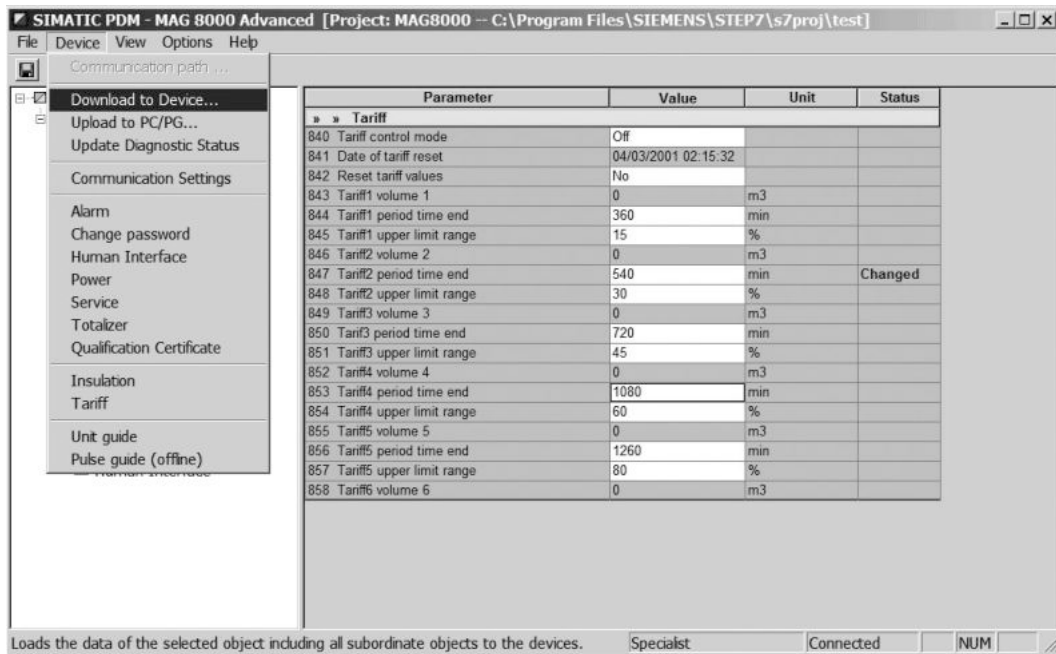 SIMATIC PDM - MAG 8000 Advanced [Project: MAG8000 -- C:\Program Files\SIEMENS\STEP7\s7proj\test]
File Device View Options Help
Communication path ...
Download to Device...
Upload to PC/PG...
Update Diagnostic Status
Communication Settings
Alarm
Change password
Human Interface
Power
Service
Totalizer
Qualification Certificate
Insulation
Tariff
Unit guide
Pulse guide (offline)
Human Interface
Parameter Value Unit Status
» » Tariff
840 Tariff control mode Off
841 Date of tariff reset 04/03/2001 02:15:32
842 Reset tariff values No
843 Tariff1 volume 1 0 m3
844 Tariff1 period time end 360 min
845 Tariff1 upper limit range 15 %
846 Tariff2 volume 2 0 m3
847 Tariff2 period time end 540 min Changed
848 Tariff2 upper limit range 30 %
849 Tariff3 volume 3 0 m3
850 Tarif3 period time end 720 min
851 Tariff3 upper limit range 45 %
852 Tariff4 volume 4 0 m3
853 Tariff4 period time end 1080 min
854 Tariff4 upper limit range 60 %
855 Tariff5 volume 5 0 m3
856 Tariff5 period time end 1260 min
857 Tariff5 upper limit range 80 %
858 Tariff6 volume 6 0 m3
Loads the data of the selected object including all subordinate objects to the devices. Specialist Connected NUM